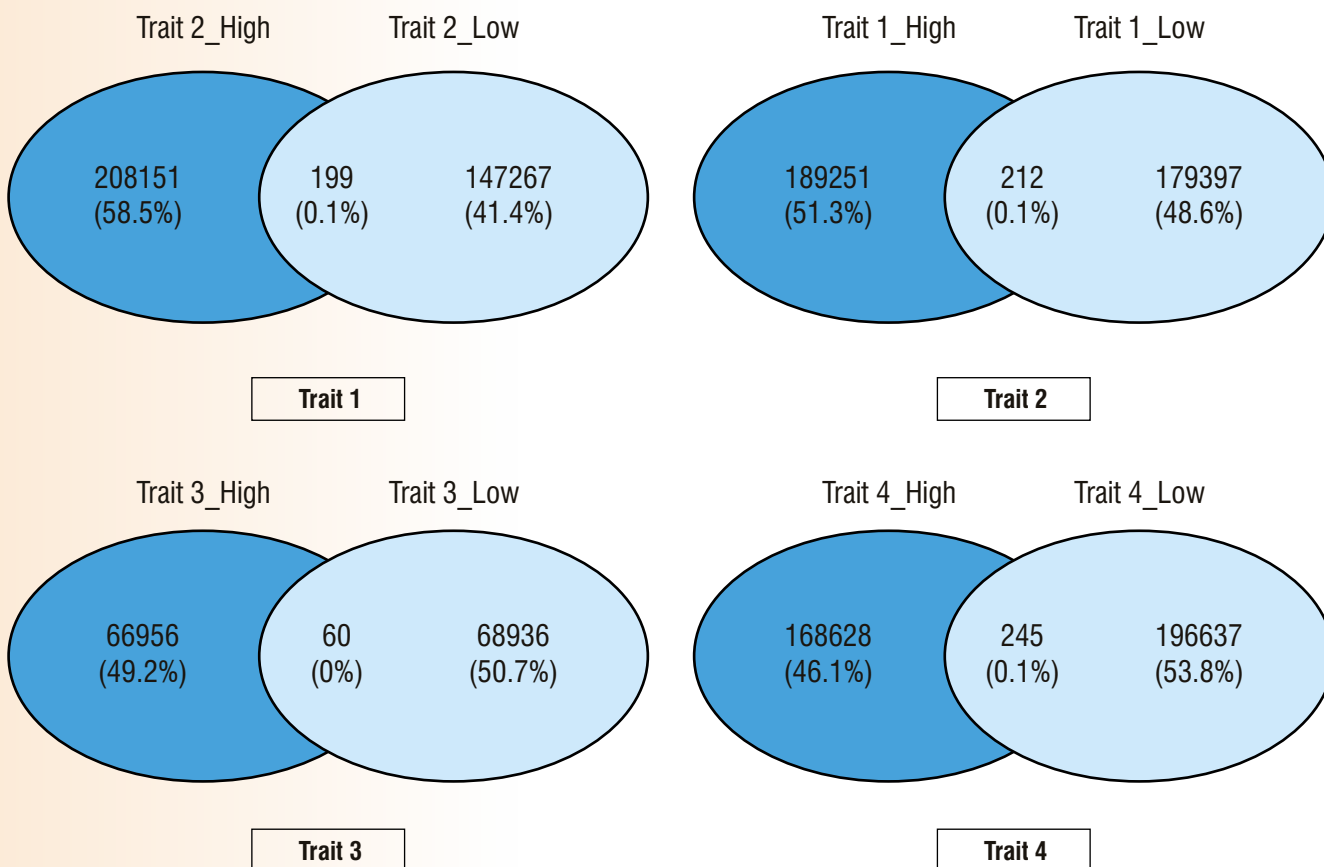 Trait 2_High Trait 2_Low
208151 199 147267
(58.5%) (0.1%) (41.4%)
Trait 1
Trait 1_High Trait 1_Low
189251 212 179397
(51.3%) (0.1%) (48.6%)
Trait 2
Trait 3_High Trait 3_Low
66956 60 68936
(49.2%) (0%) (50.7%)
Trait 3
Trait 4_High Trait 4_Low
168628 245 196637
(46.1%) (0.1%) (53.8%)
Trait 4